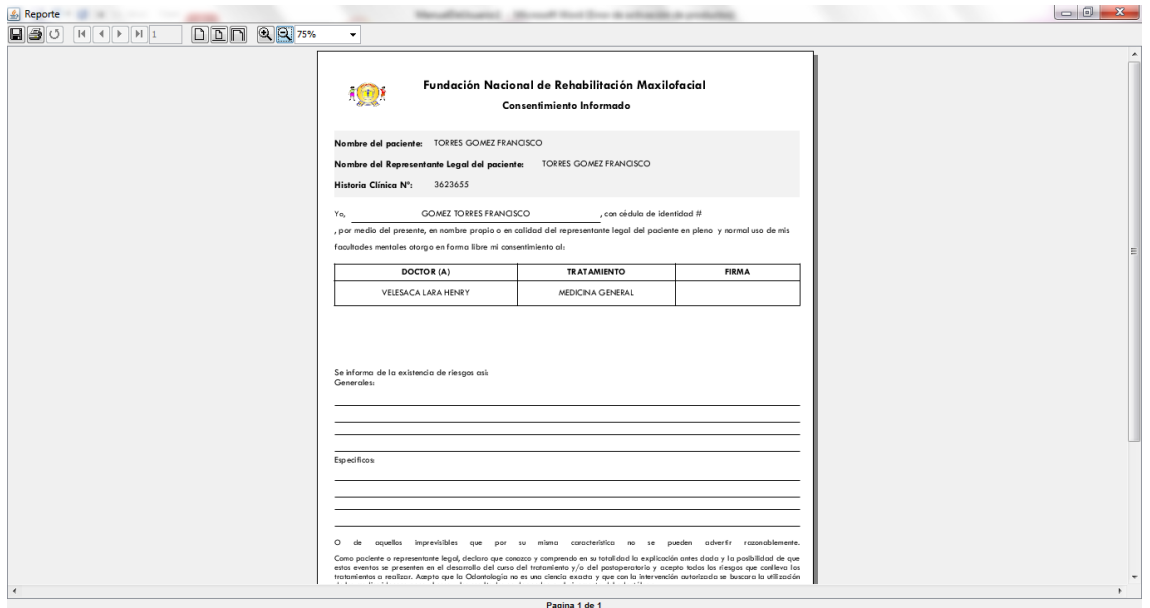 Reporte
1
75%
Fundación Nacional de Rehabilitación Maxilofacial
Consentimiento Informado
Nombre del paciente: TORRES GOMEZ FRANCISCO
Nombre del Representante Legal del paciente: TORRES GOMEZ FRANCISCO
Historia Clínica Nº: 3623655
Yo, GOMEZ TORRES FRANCISCO , con cédula de identidad #
, por medio del presente, en nombre propio o en calidad del representante legal del paciente en pleno y normal uso de mis
facultades mentales otorgo en forma libre mi consentimiento al:
DOCTOR (A) TRATAMIENTO FIRMA
VELESACA LARA HENRY MEDICINA GENERAL
Se informa de la existencia de riesgos así:
Generales:
Específicos:
O de aquellos imprevisibles que por su misma característica no se pueden advertir razonablemente.
Como paciente o representante legal, declaro que conozco y comprendo en su totalidad la explicación antes dada y la posibilidad de que
estos eventos se presenten en el desarrollo del curso del tratamiento y/o del postoperatorio y acepto todos los riesgos que conlleva los
tratamientos a realizar. Acepto que la Odontología no es una ciencia exacta y que con la intervención autorizada se buscara la utilización
Pagina 1 de 1